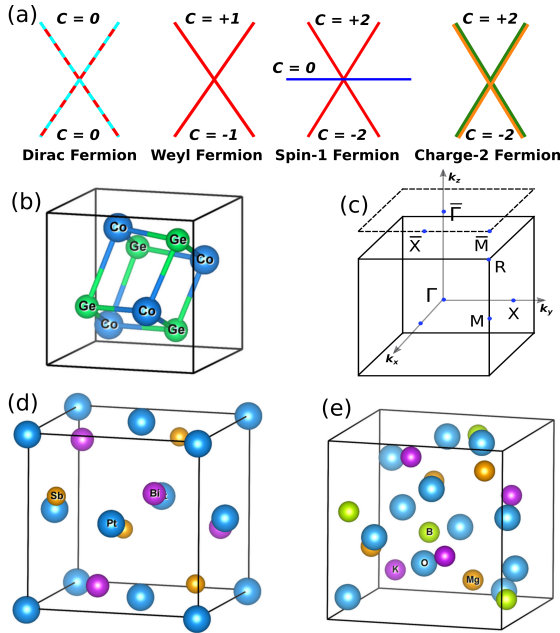 (a)
C = 0 C = +1 C = +2 C = +2
C = 0
C = 0 C = -1 C = -2 C = -2
Dirac Fermion Weyl Fermion Spin-1 Fermion Charge-2 Fermion
(b)
Co Ge
Ge Co
Ge Co
Co Ge
(c)
k_z
Γ̅
X̅ M̅
R
Γ
X k_y
M
k_x
(d)
Sb Bi
Pt
(e)
B
K O Mg